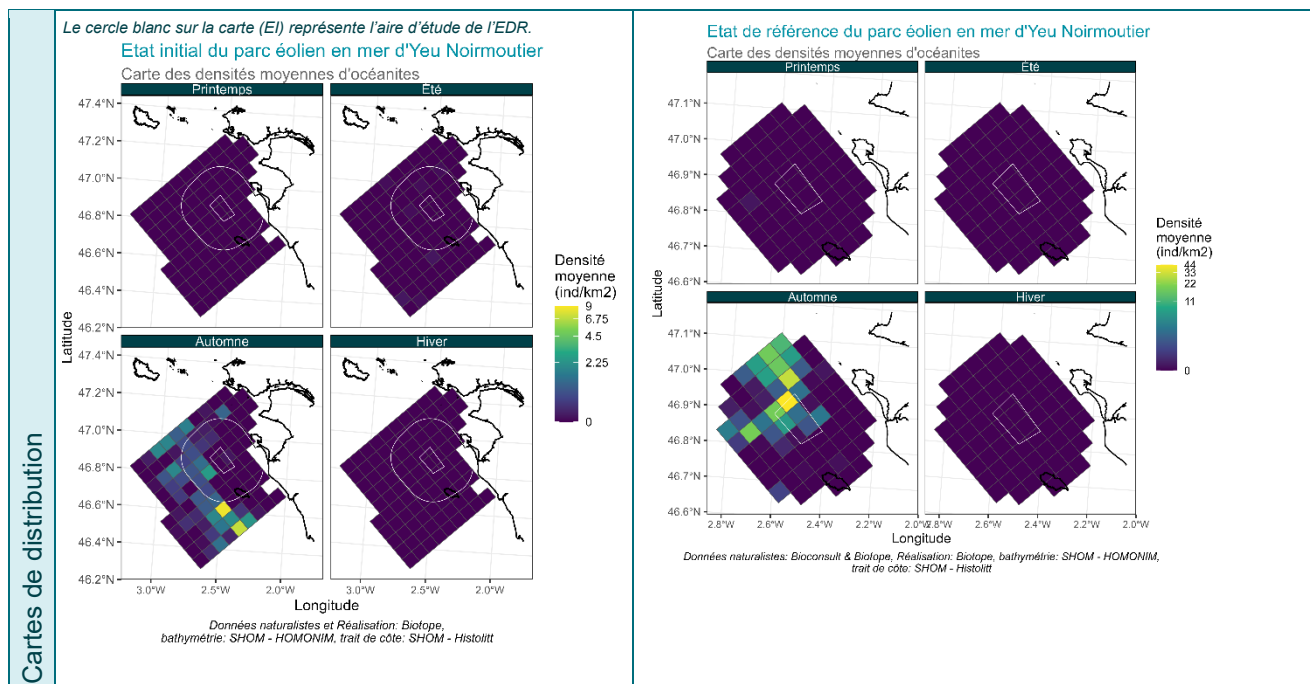 Cartes de distribution
Le cercle blanc sur la carte (EI) représente l'aire d'étude de l'EDR.
Etat initial du parc éolien en mer d'Yeu Noirmoutier
Carte des densités moyennes d'océanites
Printemps
Été
47.4°N
47.2°N
47.0°N
46.8°N
46.6°N
46.4°N
46.2°N
Automne
Hiver
47.4°N
47.2°N
47.0°N
46.8°N
46.6°N
46.4°N
46.2°N
3.0°W
2.5°W
2.0°W
3.0°W
2.5°W
2.0°W
Latitude
Longitude
Densité
moyenne
(ind/km2)
9
6.75
4.5
2.25
0
Données naturalistes et Réalisation: Biotope,
bathymétrie: SHOM - HOMONIM, trait de côte: SHOM - Histolitt
Etat de référence du parc éolien en mer d'Yeu Noirmoutier
Carte des densités moyennes d'océanites
Printemps
Été
47.1°N
47.0°N
46.9°N
46.8°N
46.7°N
46.6°N
Automne
Hiver
47.1°N
47.0°N
46.9°N
46.8°N
46.7°N
46.6°N
2.8°W
2.6°W
2.4°W
2.2°W
2.0°W
2.8°W
2.6°W
2.4°W
2.2°W
2.0°W
Latitude
Longitude
Densité
moyenne
(ind/km2)
44
33
22
11
0
Données naturalistes: Bioconsult & Biotope, Réalisation: Biotope, bathymétrie: SHOM - HOMONIM,
trait de côte: SHOM - Histolitt